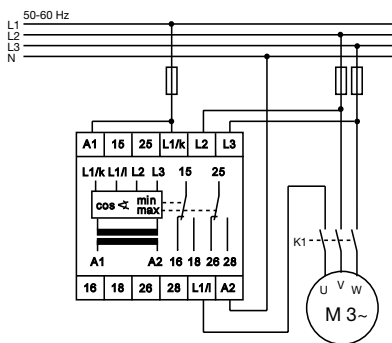 50-60 Hz
L1
L2
L3
N
A1 15 25 L1/k L2 L3
L1/k L1/l L2 L3 15 25
cos ∢ min
max
A1 A2 16 18 26 28
16 18 26 28 L1/l A2
K1
U V W
M 3~